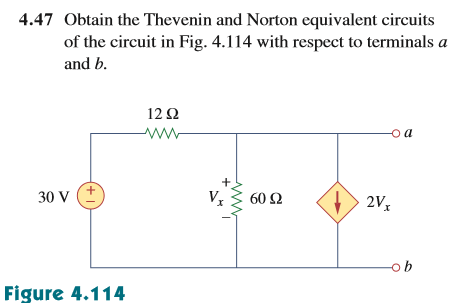 4.47 Obtain the Thevenin and Norton equivalent circuits
of the circuit in Fig. 4.114 with respect to terminals a
and b.
12 Ω
a
+
30 V
+
Vx
60 Ω
2Vx
−
−
b
Figure 4.114